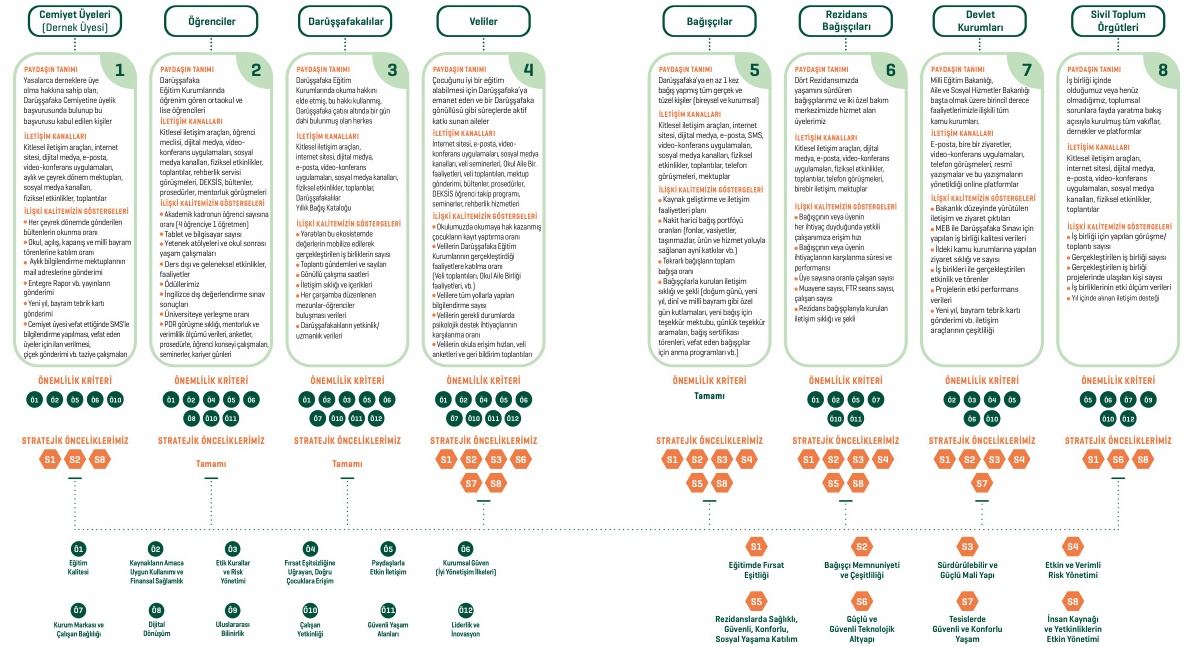 Cemiyet Üyeleri
(Dernek Üyesi)
1
PAYDAŞIN TANIMI
Yasalarca derneklere üye
olma hakkına sahip olan,
Darüşşafaka Cemiyetine üyelik
başvurusunda bulunup bu
başvurusu kabul edilen kişiler
İLETİŞİM KANALLARI
Kitlesel iletişim araçları, internet
sitesi, dijital medya, e-posta,
video-konferans uygulamaları,
aylık ve çeyrek dönem mektupları,
sosyal medya kanalları,
fiziksel etkinlikler, toplantılar
İLİŞKİ KALİTEMİZİN GÖSTERGELERİ
• Her çeyrek dönemde gönderilen
bültenlerin okunma oranı
• Okul, açılış, kapanış ve millî bayram
törenlerine katılım oranı
• Aylık bilgilendirme mektuplarının
mail adreslerine gönderimi
• Entegre Rapor vb. yayınların
gönderimi
• Yeni yıl, bayram tebrik kartı
gönderimi
• Cemiyet üyesi vefat ettiğinde SMS'le
bilgilendirme yapılması, vefat eden
üyeler için ilan verilmesi,
çiçek gönderimi vb. taziye çalışmaları
ÖNEMLİLİK KRİTERİ
Ö1 Ö2 Ö5 Ö6 Ö10
STRATEJİK ÖNCELİKLERİMİZ
S1 S2 S8
Öğrenciler
2
PAYDAŞIN TANIMI
Darüşşafaka
Eğitim Kurumlarında
öğrenim gören ortaokul ve
lise öğrencileri
İLETİŞİM KANALLARI
Kitlesel iletişim araçları, öğrenci
meclisi, dijital medya, video-
konferans uygulamaları, sosyal
medya kanalları, fiziksel etkinlikler,
toplantılar, rehberlik servisi
görüşmeleri, DEKSİS, bültenler,
prosedürler, mentorluk görüşmeleri
İLİŞKİ KALİTEMİZİN GÖSTERGELERİ
• Akademik kadronun öğrenci sayısına
oranı (4 öğrenciye 1 öğretmen)
• Tablet ve bilgisayar sayısı
• Yetenek atölyeleri ve okul sonrası
yaşam çalışmaları
• Ders dışı ve geleneksel etkinlikler,
faaliyetler
• Ödüllerimiz
• İngilizce dış değerlendirme sınav
sonuçları
• Üniversiteye yerleşme oranı
• PDR görüşme sıklığı, mentorluk ve
verimlilik ölçümü verileri, anketler,
prosedürler, öğrenci konseyi çalışmaları,
seminerler, kariyer günleri
ÖNEMLİLİK KRİTERİ
Ö1 Ö2 Ö4 Ö5 Ö6
Ö8 Ö10 Ö11
STRATEJİK ÖNCELİKLERİMİZ
Tamamı
Darüşşafakalılar
3
PAYDAŞIN TANIMI
Darüşşafaka Eğitim
Kurumlarında okuma hakkını
elde etmiş, bu hakkı kullanmış,
Darüşşafaka çatısı altında bir gün
dahi bulunmuş olan herkes
İLETİŞİM KANALLARI
Kitlesel iletişim araçları,
internet sitesi, dijital medya,
e-posta, video-konferans
uygulamaları, sosyal medya kanalları,
fiziksel etkinlikler, toplantılar,
Darüşşafakalılar
Yıllık Bağış Kataloğu
İLİŞKİ KALİTEMİZİN GÖSTERGELERİ
• Yaratılan bu ekosistemde
değerlerin mobilize edilerek
gerçekleştirilen iş birliklerin sayısı
• Toplantı gündemleri ve sayıları
• Gönüllü çalışma saatleri
• İletişim sıklığı ve içerikleri
• Her çarşamba düzenlenen
mezunlar-öğrenciler
buluşması verileri
• Darüşşafakalıların yetkinlik/
uzmanlık verileri
ÖNEMLİLİK KRİTERİ
Ö1 Ö2 Ö4 Ö5 Ö6
Ö7 Ö10 Ö11 Ö12
STRATEJİK ÖNCELİKLERİMİZ
Tamamı
Veliler
4
PAYDAŞIN TANIMI
Çocuğunu iyi bir eğitim
alabilmesi için Darüşşafaka'ya
emanet eden ve bir Darüşşafaka
gönüllüsü gibi süreçlerde aktif
katkı sunan aileler
İLETİŞİM KANALLARI
İnternet sitesi, e-posta, video-
konferans uygulamaları, sosyal medya
kanalları, veli seminerleri, Okul Aile Bir.
faaliyetleri, veli toplantıları, mektup
gönderimi, bültenler, prosedürler,
DEKSİS öğrenci takip programı,
seminerler, rehberlik hizmetleri
İLİŞKİ KALİTEMİZİN GÖSTERGELERİ
• Okulumuzda okumaya hak kazanmış
çocukların kayıt yaptırma oranı
• Velilerin Darüşşafaka Eğitim
Kurumlarının gerçekleştirdiği
faaliyetlere katılma oranı
(Veli toplantıları, Okul Aile Birliği
faaliyetleri, vb.)
• Velilere tüm yollarla yapılan
bilgilendirme sayısı
• Velilerin gerekli durumlarda
psikolojik destek ihtiyaçlarının
karşılanma oranı
• Velilerin okula erişim hızları, veli
anketleri ve geri bildirim toplantıları
ÖNEMLİLİK KRİTERİ
Ö1 Ö2 Ö4 Ö5 Ö6
Ö7 Ö10 Ö11 Ö12
STRATEJİK ÖNCELİKLERİMİZ
S1 S2 S3 S6
S7 S8
Bağışçılar
5
PAYDAŞIN TANIMI
Darüşşafaka'ya en az 1 kez
bağış yapmış tüm gerçek ve
tüzel kişiler (bireysel ve kurumsal)
İLETİŞİM KANALLARI
Kitlesel iletişim araçları, internet
sitesi, dijital medya, e-posta, SMS,
video-konferans uygulamaları,
sosyal medya kanalları, fiziksel
etkinlikler, toplantılar, telefon
görüşmeleri, mektuplar
İLİŞKİ KALİTEMİZİN GÖSTERGELERİ
• Kaynak geliştirme ve iletişim
faaliyetleri planı
• Nakit harici bağış portföyü
oranları (fonlar, vasiyetler,
taşınmazlar, ürün ve hizmet yoluyla
sağlanan ayni katkılar vb.)
• Tekrarlı bağışların toplam
bağışa oranı
• Bağışçılarla kurulan iletişim
sıklığı ve şekli (doğum günü, yeni
yıl, dinî ve millî bayram gibi özel
gün kutlamaları, yeni bağış için
teşekkür mektubu, günlük teşekkür
aramaları, bağış sertifikası
törenleri, vefat eden bağışçılar
için anma programları vb.)
ÖNEMLİLİK KRİTERİ
Tamamı
STRATEJİK ÖNCELİKLERİMİZ
S1 S2 S3 S4
S5 S8
Rezidans
Bağışçıları
6
PAYDAŞIN TANIMI
Dört Rezidansımızda
yaşamını sürdüren
bağışçılarımız ve iki özel bakım
merkezimizde hizmet alan
üyelerimiz
İLETİŞİM KANALLARI
Kitlesel iletişim araçları, internet
sitesi, dijital medya, sosyal medya
kanalları, e-posta, video-konferans
uygulamaları, fiziksel etkinlikler,
toplantılar, telefon görüşmeleri,
birebir iletişim, mektuplar
İLİŞKİ KALİTEMİZİN GÖSTERGELERİ
• Bağışçının veya üyenin
her ihtiyaç duyduğunda yetkili
çalışanımıza erişim hızı
• Bağışçının veya üyenin
ihtiyaçlarının karşılanma süresi ve
performansı
• Üye sayısına oranla çalışan sayısı
• Muayene sayısı, FTR seans sayısı,
çalışan sayısı
• Rezidans bağışçılarıyla kurulan
iletişim sıklığı ve şekli
ÖNEMLİLİK KRİTERİ
Ö1 Ö2 Ö5 Ö7
Ö10 Ö11
STRATEJİK ÖNCELİKLERİMİZ
S1 S2 S3 S4
S5 S8
Devlet
Kurumları
7
PAYDAŞIN TANIMI
Millî Eğitim Bakanlığı,
Aile ve Sosyal Hizmetler Bakanlığı
başta olmak üzere birincil derece
faaliyetlerimizle ilişkili tüm
kamu kurumları.
İLETİŞİM KANALLARI
E-posta, bire bir ziyaretler,
video-konferans uygulamaları,
telefon görüşmeleri, resmî
yazışmalar ve bu yazışmaların
yönetildiği online platformlar
İLİŞKİ KALİTEMİZİN GÖSTERGELERİ
• Bakanlık düzeyinde yürütülen
iletişim ve ziyaret çıktıları
• MEB ile Darüşşafaka Sınavı için
yapılan iş birliği kalitesi verileri
• İldeki kamu kurularına yapılan
ziyaret sıklığı ve sayısı
• İş birlikleri ile gerçekleştirilen
etkinlik ve törenler
• Projelerin etki performans
verileri
• Yeni yıl, bayram tebrik kartı
gönderimi vb. iletişim
araçlarının çeşitliliği
ÖNEMLİLİK KRİTERİ
Ö2 Ö3 Ö4 Ö5
Ö6 Ö10
STRATEJİK ÖNCELİKLERİMİZ
S1 S2 S3 S4
S7
Sivil Toplum
Örgütleri
8
PAYDAŞIN TANIMI
İş birliği içinde
olduğumuz veya henüz
olmadığımız, toplumsal
sorunlara fayda yaratma bakış
açısıyla kurulmuş tüm vakıflar,
dernekler ve platformlar
İLETİŞİM KANALLARI
Kitlesel iletişim araçları,
internet sitesi, dijital medya,
e-posta, video-konferans
uygulamaları, sosyal medya
kanalları, fiziksel etkinlikler,
toplantılar
İLİŞKİ KALİTEMİZİN GÖSTERGELERİ
• İş birliği için yapılan görüşme/
toplantı sayısı
• Gerçekleştirilen iş birliği sayısı
• Gerçekleştirilen iş birliği
projelerinde ulaşılan kişi sayısı
• İş birliklerinin etki ölçüm verileri
• Yıl içinde alınan iletişim desteği
ÖNEMLİLİK KRİTERİ
Ö5 Ö6 Ö7 Ö9
Ö10 Ö12
STRATEJİK ÖNCELİKLERİMİZ
S1 S6 S8
Ö1
Eğitim
Kalitesi
Ö2
Kaynakların Amaca
Uygun Kullanımı ve
Finansal Sağlamlık
Ö3
Etik Kurallar
ve Risk
Yönetimi
Ö4
Fırsat Eşitsizliğine
Uğrayan, Doğru
Çocuklara Erişim
Ö5
Paydaşlarla
Etkin İletişim
Ö6
Kurumsal Güven
(İyi Yönetişim İlkeleri)
Ö7
Kurum Markası ve
Çalışan Bağlılığı
Ö8
Dijital
Dönüşüm
Ö9
Uluslararası
Bilinirlik
Ö10
Çalışan
Yetkinliği
Ö11
Güvenli Yaşam
Alanları
Ö12
Liderlik ve
İnovasyon
S1
Eğitimde Fırsat
Eşitliği
S2
Bağışçı Memnuniyeti
ve Çeşitliliği
S3
Sürdürülebilir ve
Güçlü Mali Yapı
S4
Etkin ve Verimli
Risk Yönetimi
S5
Rezidanslarda Sağlıklı,
Güvenli, Konforlu,
Sosyal Yaşama Katılım
S6
Güçlü ve
Güvenli Teknolojik
Altyapı
S7
Tesislerde
Güvenli ve Konforlu
Yaşam
S8
İnsan Kaynağı
ve Yetkinliklerin
Etkin Yönetimi